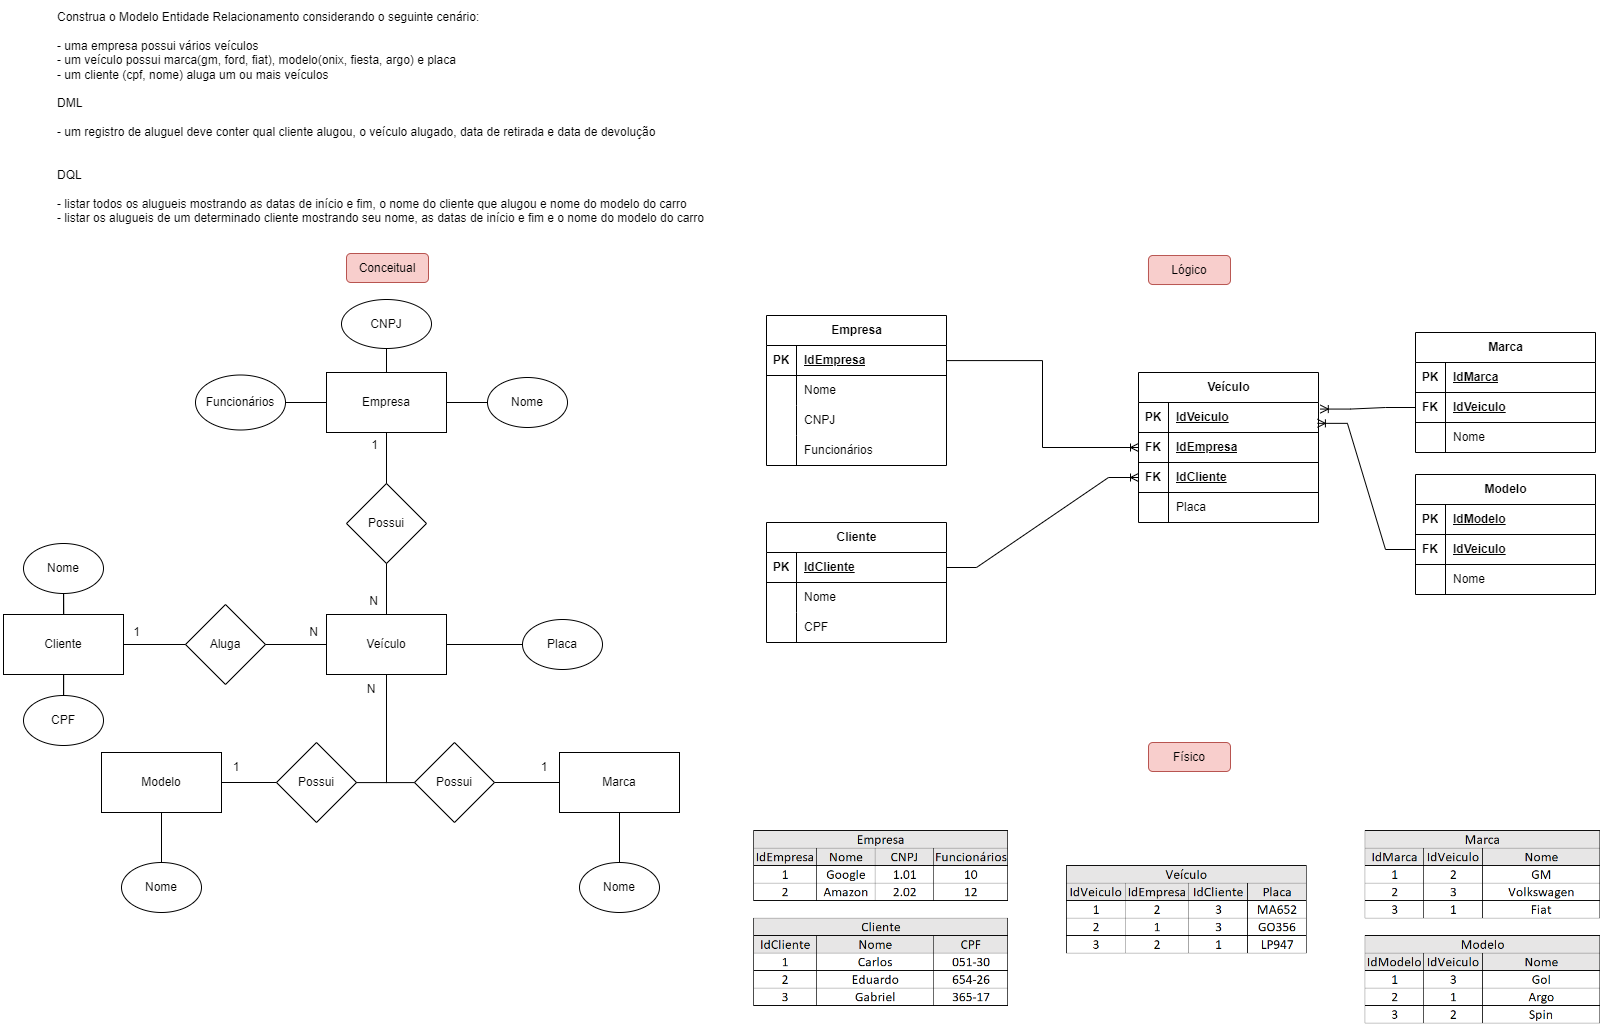 Construa o Modelo Entidade Relacionamento considerando o seguinte cenário:
- uma empresa possui vários veículos
- um veículo possui marca(gm, ford, fiat), modelo(onix, fiesta, argo) e placa
- um cliente (cpf, nome) aluga um ou mais veículos
DML
- um registro de aluguel deve conter qual cliente alugou, o veículo alugado, data de retirada e data de devolução
DQL
- listar todos os alugueis mostrando as datas de início e fim, o nome do cliente que alugou e nome do modelo do carro
- listar os alugueis de um determinado cliente mostrando seu nome, as datas de início e fim e o nome do modelo do carro
Conceitual
CNPJ
Funcionários
Empresa
Nome
1
Possui
N
Nome
Cliente
1
Aluga
N
Veículo
Placa
CPF
N
Modelo
1
Possui
Possui
1
Marca
Nome
Nome
Lógico
Empresa
PK IdEmpresa
Nome
CNPJ
Funcionários
Cliente
PK IdCliente
Nome
CPF
Veículo
PK IdVeiculo
FK IdEmpresa
FK IdCliente
Placa
Marca
PK IdMarca
FK IdVeiculo
Nome
Modelo
PK IdModelo
FK IdVeiculo
Nome
Físico
Empresa
IdEmpresa Nome CNPJ Funcionários
1 Google 1.01 10
2 Amazon 2.02 12
Cliente
IdCliente Nome CPF
1 Carlos 051-30
2 Eduardo 654-26
3 Gabriel 365-17
Veículo
IdVeiculo IdEmpresa IdCliente Placa
1 2 3 MA652
2 1 3 GO356
3 2 1 LP947
Marca
IdMarca IdVeiculo Nome
1 2 GM
2 3 Volkswagen
3 1 Fiat
Modelo
IdModelo IdVeiculo Nome
1 3 Gol
2 1 Argo
3 2 Spin